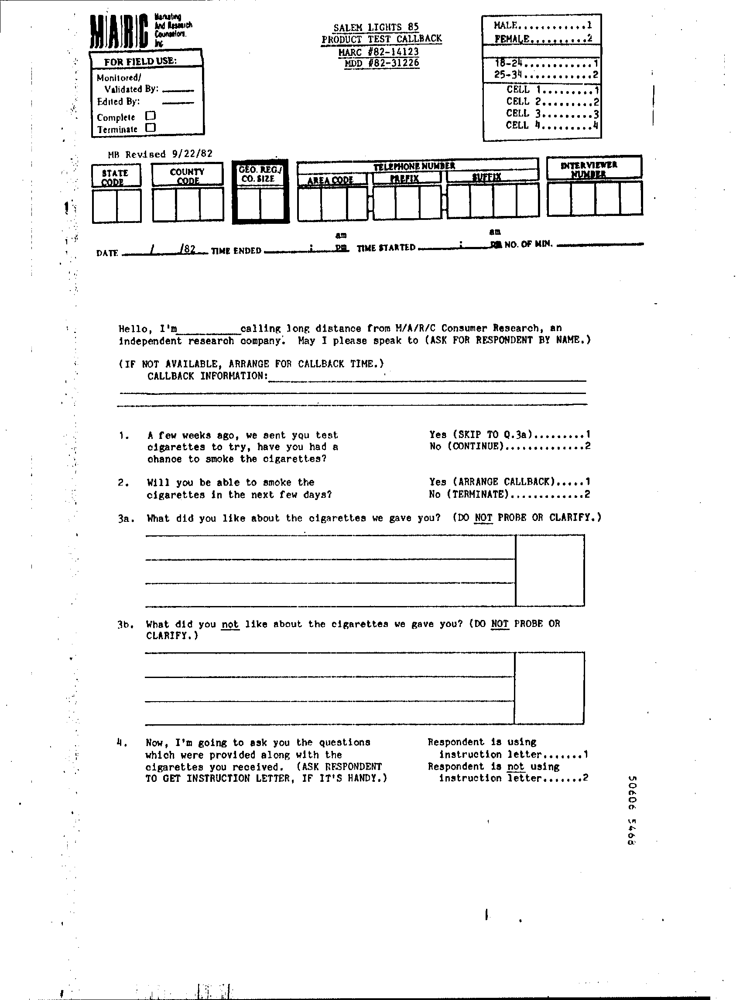 M/A/R/C Marketing
And Research
Counselors
Inc
SALEM LIGHTS 85
PRODUCT TEST CALLBACK
MARC #82-14123
MDD #82-31226
MALE............1
FEMALE..........2
18-24............1
25-34............2
CELL 1.........1
CELL 2.........2
CELL 3.........3
CELL 4.........4
FOR FIELD USE:
Monitored/
Validated By: ______
Edited By: ______
Complete ☐
Terminate ☐
MB Revised 9/22/82
STATE CODE
COUNTY CODE
GEO. REG./ CO. SIZE
TELEPHONE NUMBER
AREA CODE PREFIX SUFFIX
INTERVIEWER NUMBER
am am
DATE ____/____/82___ TIME ENDED ________:____ pm TIME STARTED ________:____ pm NO. OF MIN. ________
Hello, I'm__________calling long distance from M/A/R/C Consumer Research, an
independent research company. May I please speak to (ASK FOR RESPONDENT BY NAME.)
(IF NOT AVAILABLE, ARRANGE FOR CALLBACK TIME.)
CALLBACK INFORMATION:
1. A few weeks ago, we sent you test
cigarettes to try, have you had a
chance to smoke the cigarettes?
Yes (SKIP TO Q.3a).........1
No (CONTINUE)..............2
2. Will you be able to smoke the
cigarettes in the next few days?
Yes (ARRANGE CALLBACK).....1
No (TERMINATE).............2
3a. What did you like about the cigarettes we gave you? (DO NOT PROBE OR CLARIFY.)
3b. What did you not like about the cigarettes we gave you? (DO NOT PROBE OR
CLARIFY.)
4. Now, I'm going to ask you the questions
which were provided along with the
cigarettes you received. (ASK RESPONDENT
TO GET INSTRUCTION LETTER, IF IT'S HANDY.)
Respondent is using
instruction letter.......1
Respondent is not using
instruction letter.......2
50606 5468